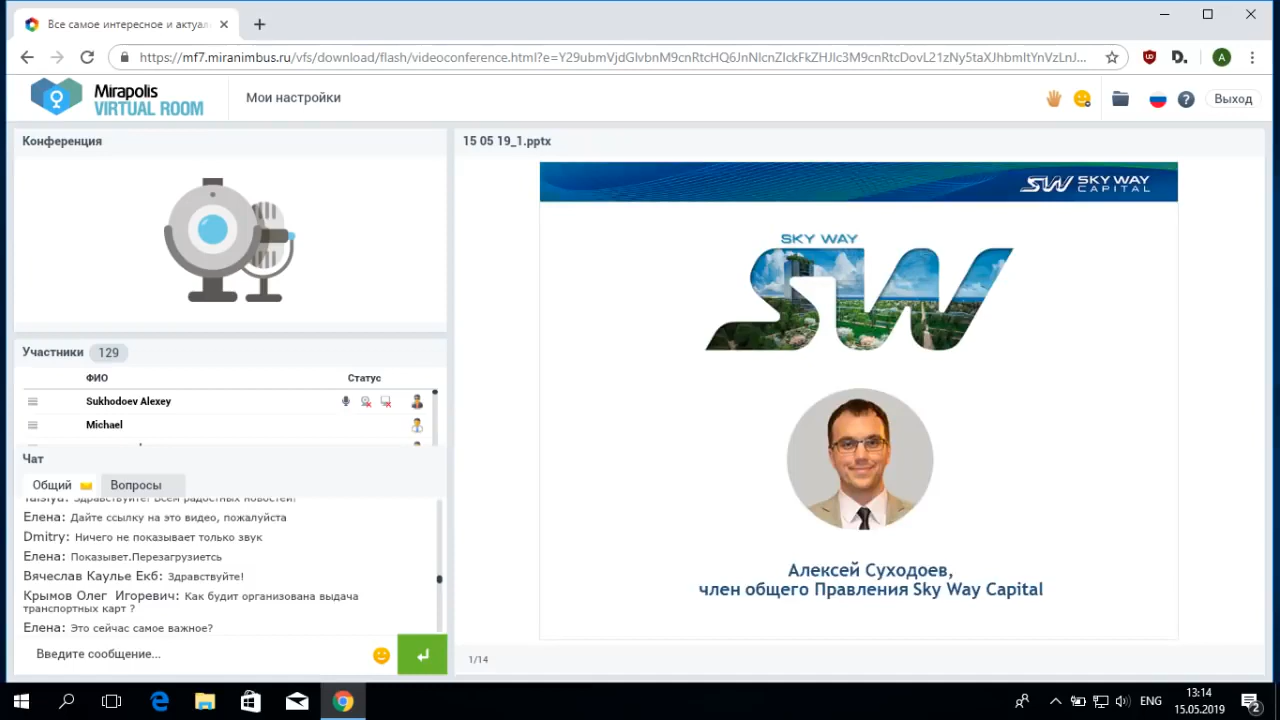 Все самое интересное и актуал
https://mf7.miranimbus.ru/vfs/download/flash/videoconference.html?e=Y29ubmVjdGlvbnM9cnRtcHQ6JnNlcnZlckFkZHJlc3M9cnRtcDovL21zNy5taXJhbmltYnVzLnJ...
A
Mirapolis
VIRTUAL ROOM
Мои настройки
Выход
Конференция
Участники 129
ФИО Статус
Sukhodoev Alexey
Michael
Чат
Общий Вопросы
Taisiya: Здравствуйте! Всем радостных новостей!
Елена: Дайте ссылку на это видео, пожалуйста
Dmitry: Ничего не показывает только звук
Елена: Показывет.Перезагрузиетсь
Вячеслав Каулье Екб: Здравствуйте!
Крымов Олег Игоревич: Как будит организована выдача
транспортных карт ?
Елена: Это сейчас самое важное?
Введите сообщение...
15 05 19_1.pptx
SW SKY WAY
CAPITAL
SKY WAY
SW
Алексей Суходоев,
член общего Правления Sky Way Capital
1/14
ENG
13:14
15.05.2019
2